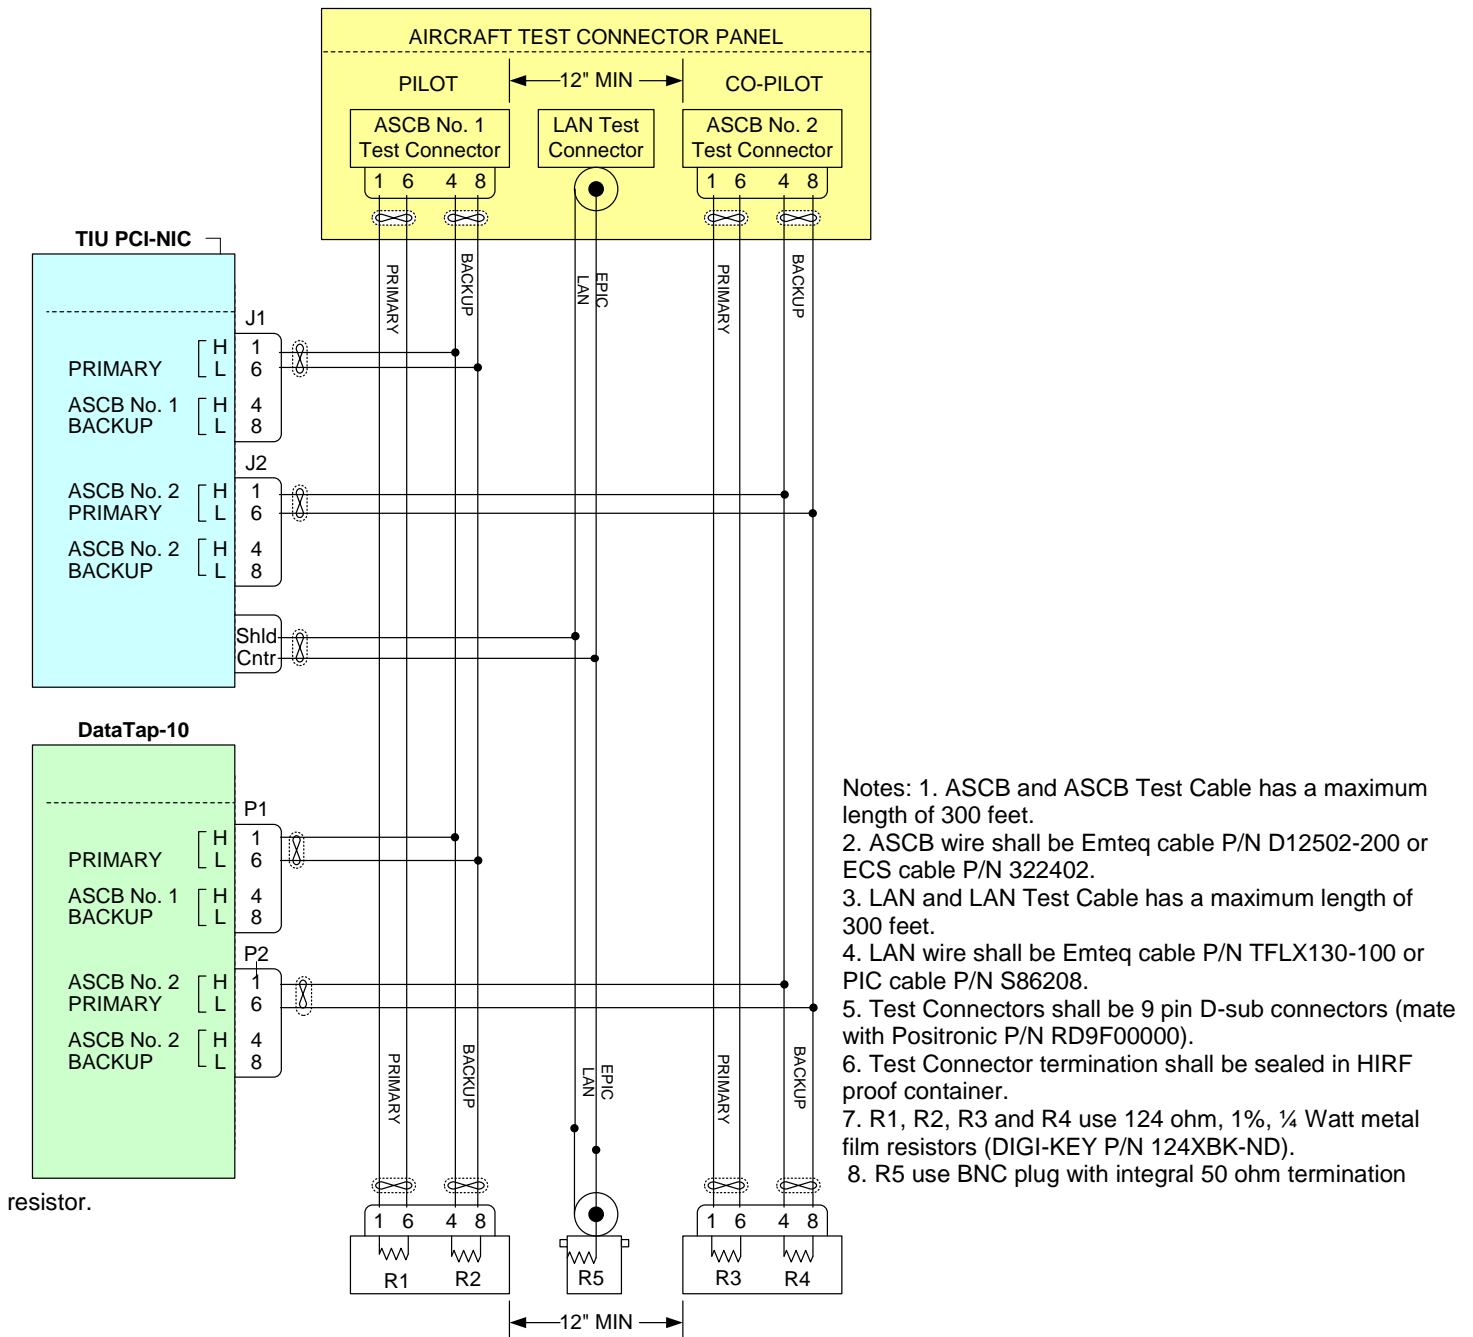 AIRCRAFT TEST CONNECTOR PANEL
PILOT
12" MIN
CO-PILOT
ASCB No. 1
Test Connector
LAN Test
Connector
ASCB No. 2
Test Connector
1 6 4 8
1 6 4 8
PRIMARY
BACKUP
LAN
EPIC
PRIMARY
BACKUP
TIU PCI-NIC
J1
H 1
PRIMARY L 6
ASCB No. 1 H 4
BACKUP L 8
J2
ASCB No. 2 H 1
PRIMARY L 6
ASCB No. 2 H 4
BACKUP L 8
Shld
Cntr
DataTap-10
P1
H 1
PRIMARY L 6
ASCB No. 1 H 4
BACKUP L 8
P2
ASCB No. 2 H 1
PRIMARY L 6
ASCB No. 2 H 4
BACKUP L 8
PRIMARY
BACKUP
LAN
EPIC
PRIMARY
BACKUP
1 6 4 8
1 6 4 8
R1
R2
R5
R3
R4
12" MIN
Notes: 1. ASCB and ASCB Test Cable has a maximum
length of 300 feet.
2. ASCB wire shall be Emteq cable P/N D12502-200 or
ECS cable P/N 322402.
3. LAN and LAN Test Cable has a maximum length of
300 feet.
4. LAN wire shall be Emteq cable P/N TFLX130-100 or
PIC cable P/N S86208.
5. Test Connectors shall be 9 pin D-sub connectors (mate
with Positronic P/N RD9F00000).
6. Test Connector termination shall be sealed in HIRF
proof container.
7. R1, R2, R3 and R4 use 124 ohm, 1%, ¼ Watt metal
film resistors (DIGI-KEY P/N 124XBK-ND).
8. R5 use BNC plug with integral 50 ohm termination
resistor.